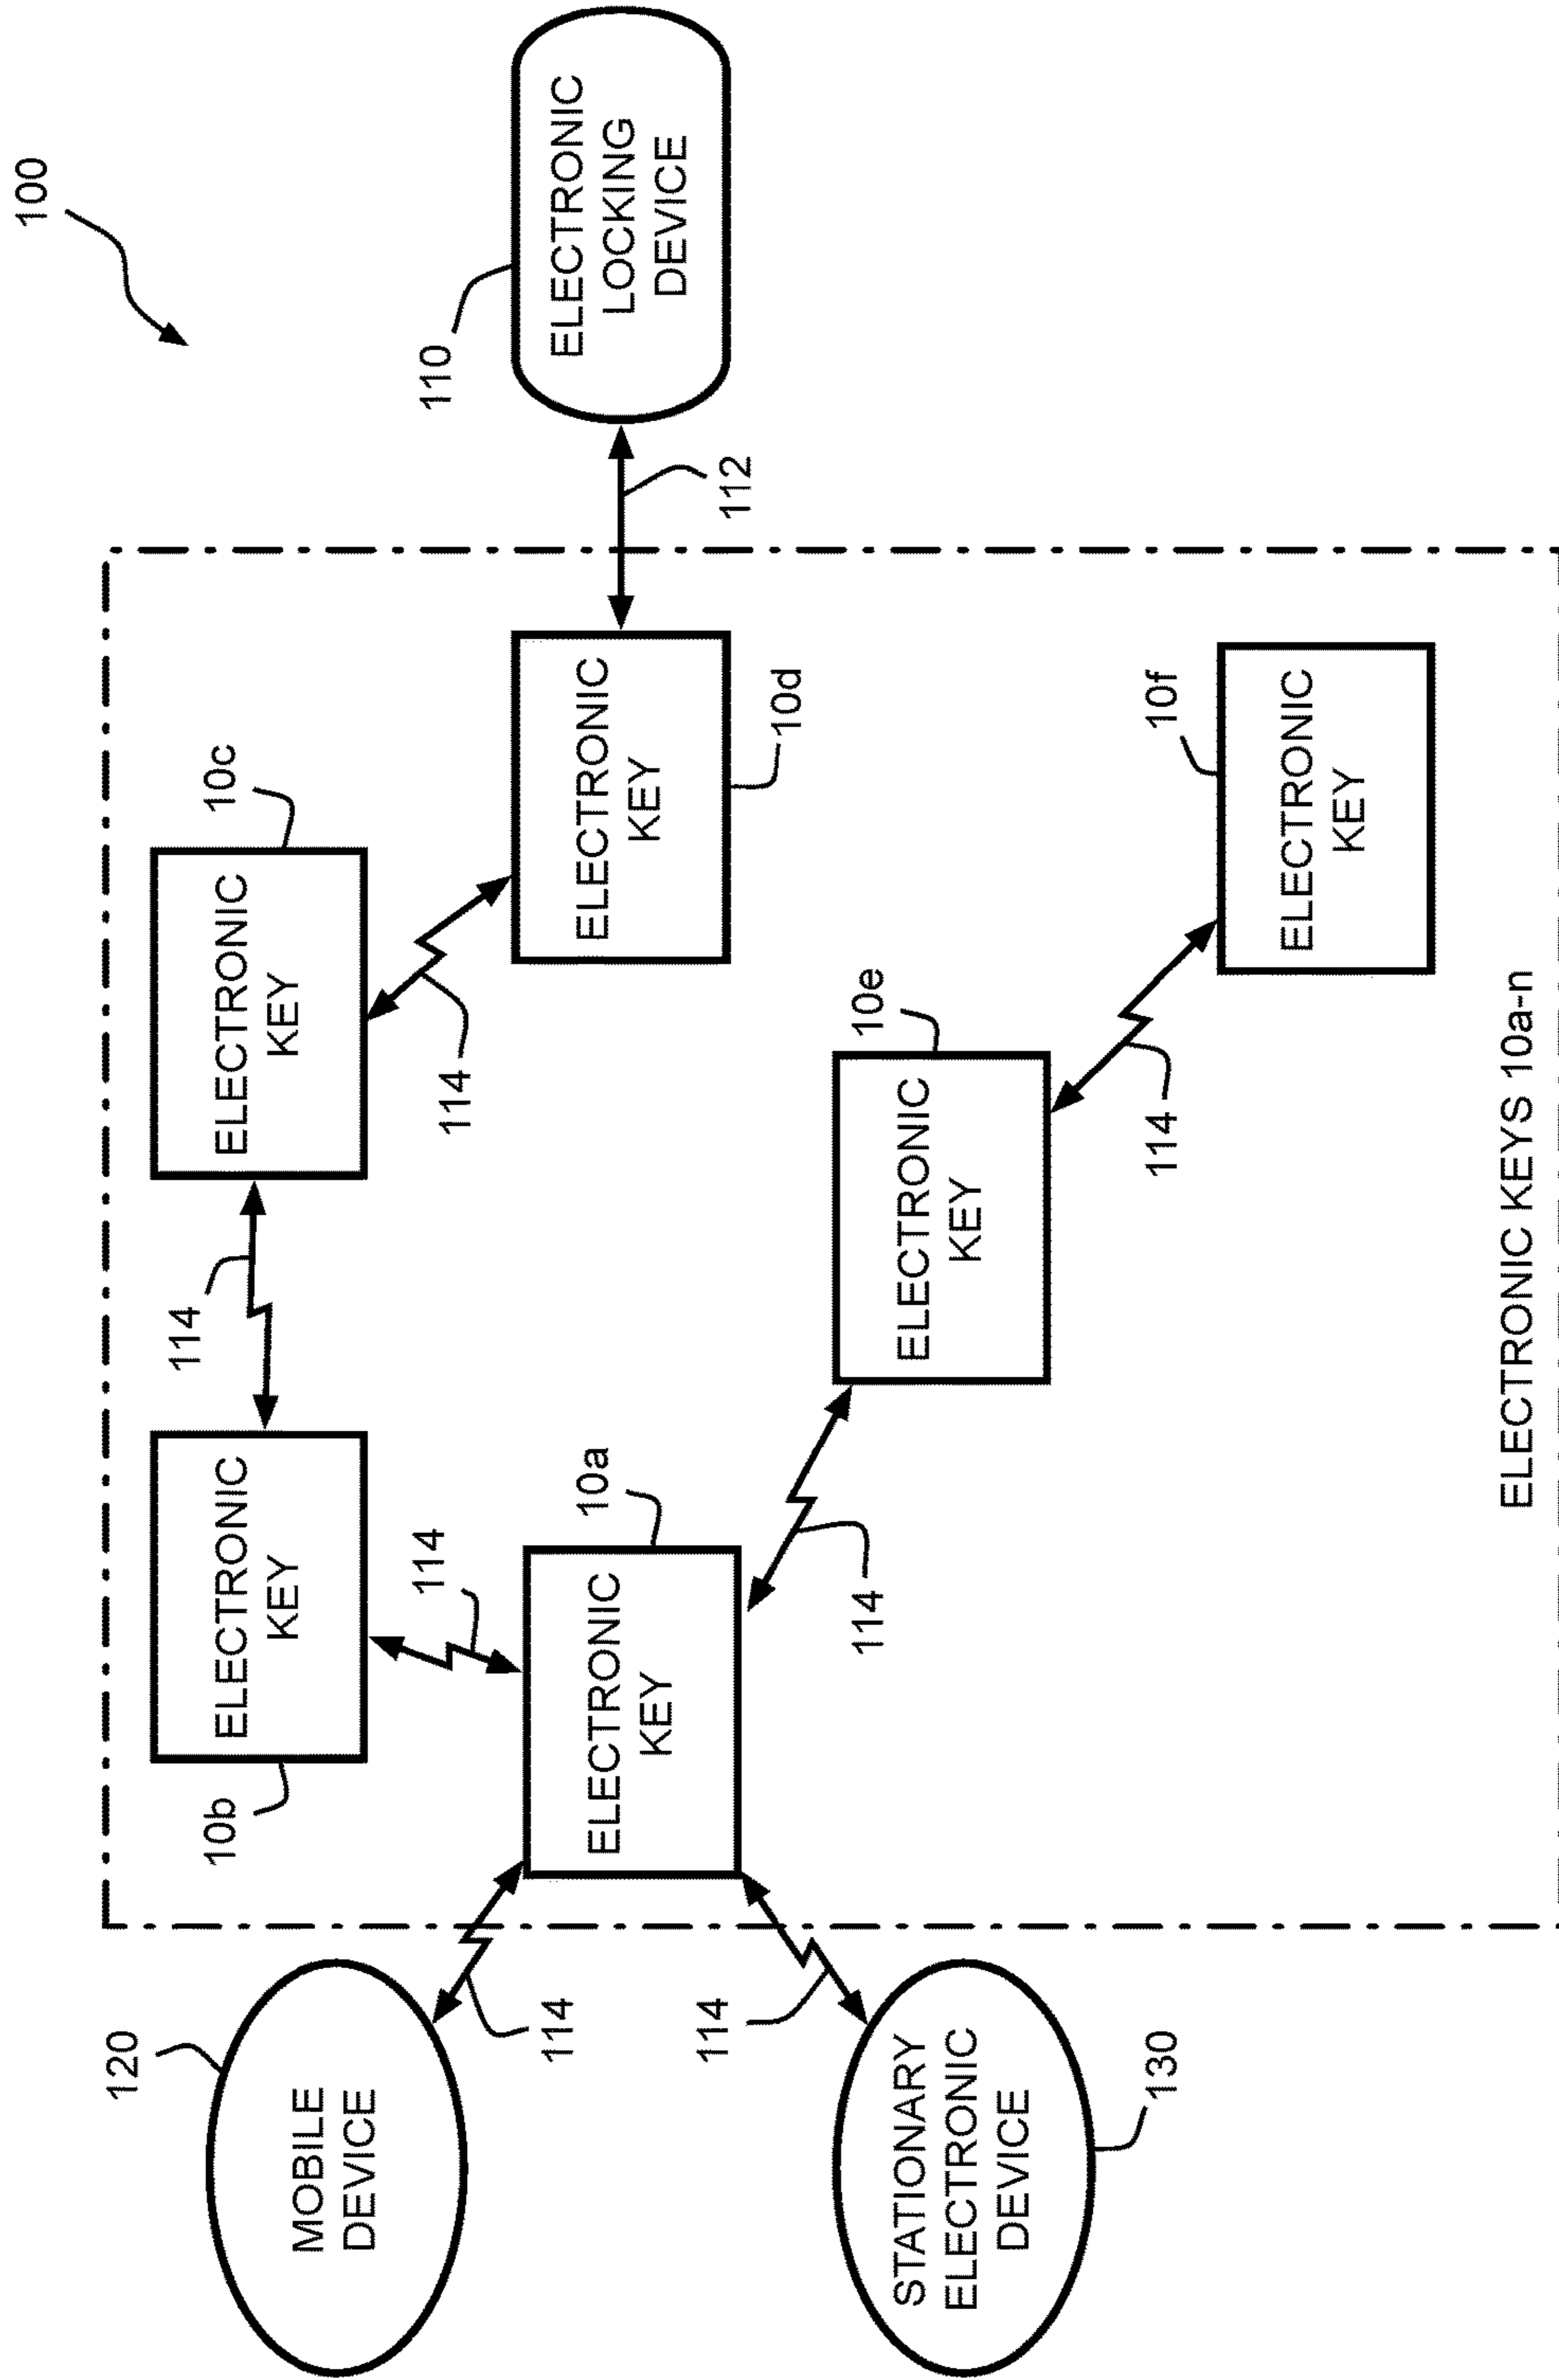 100
120
MOBILE
DEVICE
114
10b
ELECTRONIC
KEY
114
114
10c
ELECTRONIC
KEY
114
110
ELECTRONIC
LOCKING
DEVICE
112
ELECTRONIC
KEY
10d
10a
ELECTRONIC
KEY
114
STATIONARY
ELECTRONIC
DEVICE
130
114
10e
ELECTRONIC
KEY
114
10f
ELECTRONIC
KEY
ELECTRONIC KEYS 10a-n